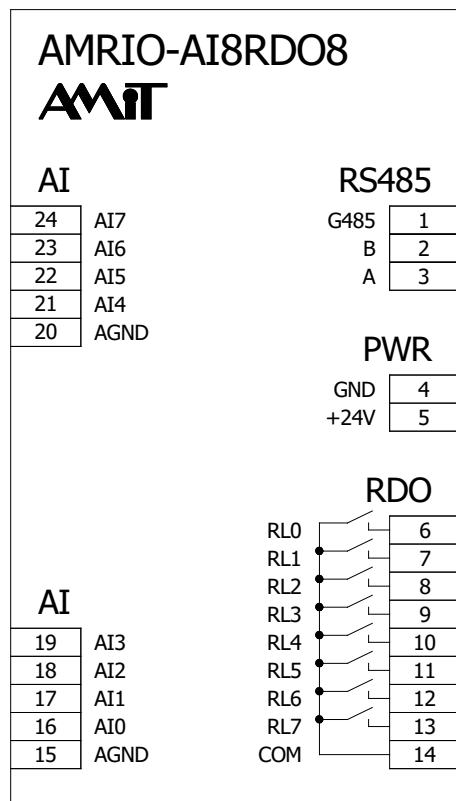 AMRIO-AI8RDO8
AMiT
AI
24 AI7
23 AI6
22 AI5
21 AI4
20 AGND
RS485
G485 1
B 2
A 3
PWR
GND 4
+24V 5
RDO
RL0 6
RL1 7
RL2 8
RL3 9
RL4 10
RL5 11
RL6 12
RL7 13
COM 14
AI
19 AI3
18 AI2
17 AI1
16 AI0
15 AGND